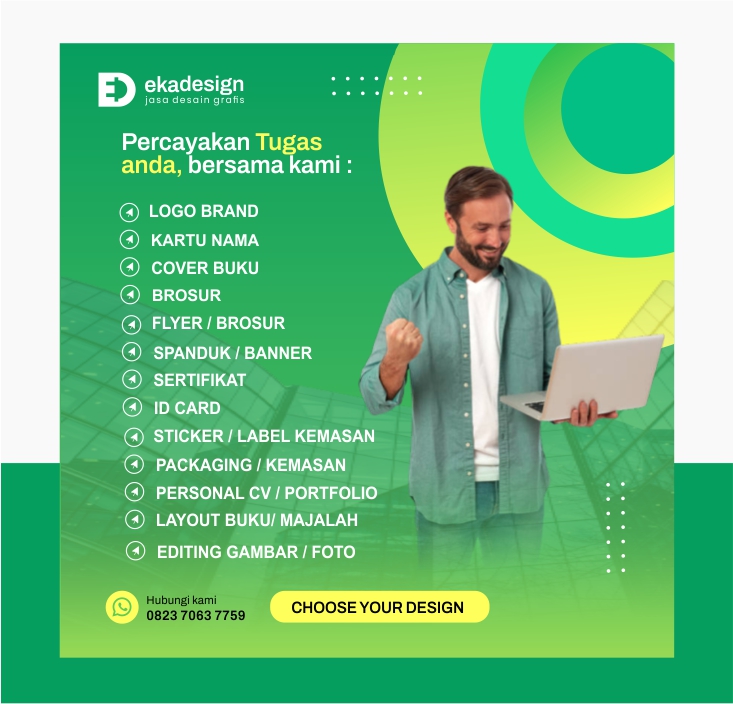 ekadesign
jasa desain grafis
Percayakan Tugas
anda, bersama kami :
LOGO BRAND
KARTU NAMA
COVER BUKU
BROSUR
FLYER / BROSUR
SPANDUK / BANNER
SERTIFIKAT
ID CARD
STICKER / LABEL KEMASAN
PACKAGING / KEMASAN
PERSONAL CV / PORTFOLIO
LAYOUT BUKU/ MAJALAH
EDITING GAMBAR / FOTO
Hubungi kami
0823 7063 7759
CHOOSE YOUR DESIGN